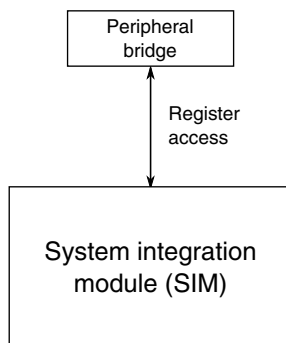 Peripheral
bridge
Register
access
System integration
module (SIM)